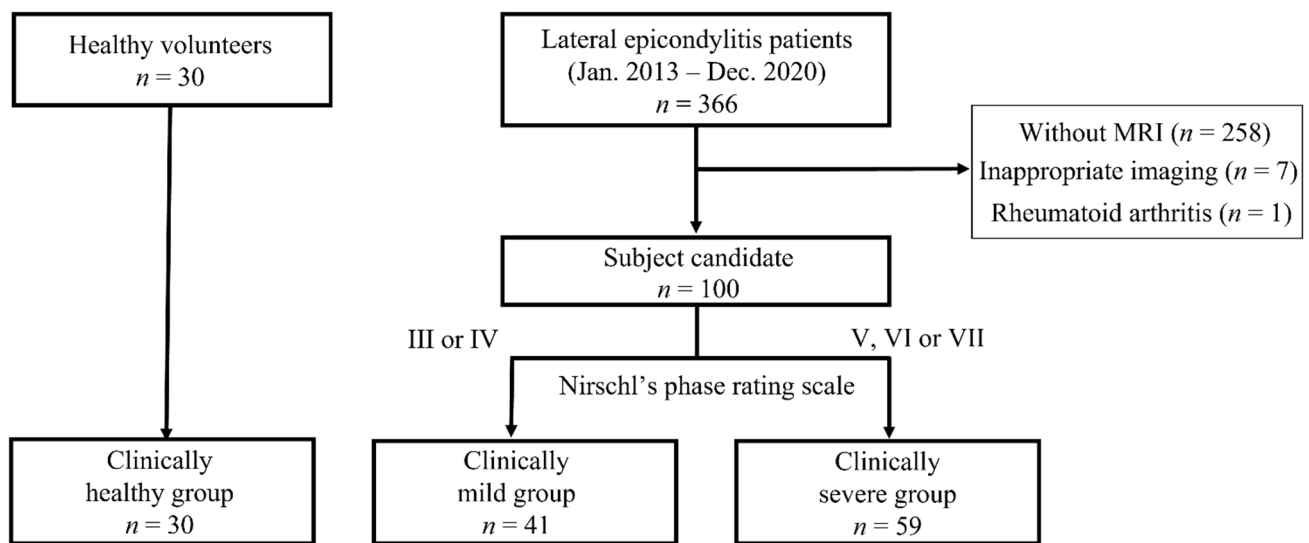 Healthy volunteers
n = 30
Lateral epicondylitis patients
(Jan. 2013 – Dec. 2020)
n = 366
Without MRI (n = 258)
Inappropriate imaging (n = 7)
Rheumatoid arthritis (n = 1)
Subject candidate
n = 100
III or IV
V, VI or VII
Nirschl’s phase rating scale
Clinically
healthy group
n = 30
Clinically
mild group
n = 41
Clinically
severe group
n = 59